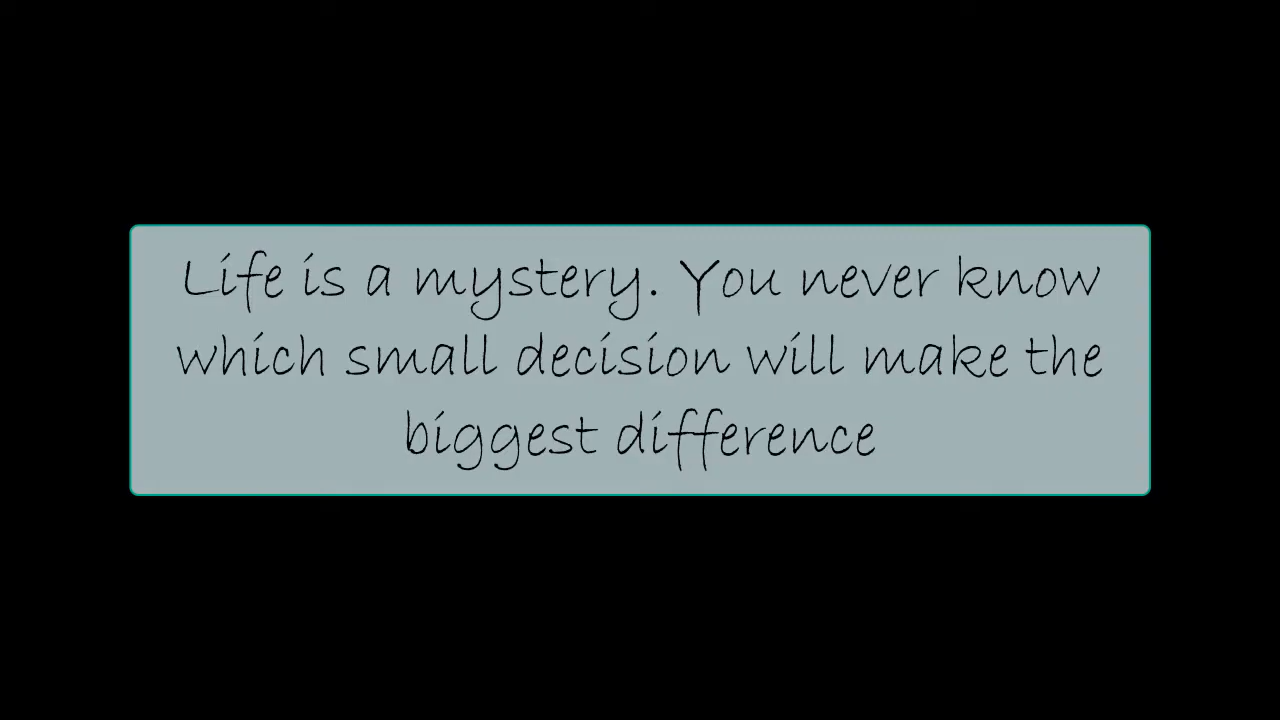 Life is a mystery. You never know
which small decision will make the
biggest difference